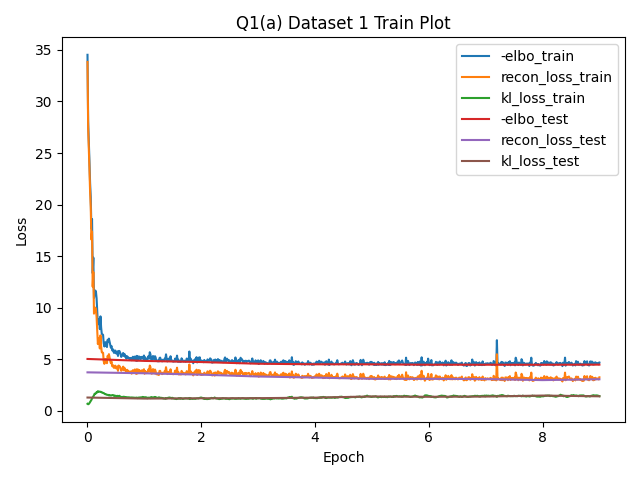 Q1(a) Dataset 1 Train Plot
35
30
25
20
15
10
5
0
Loss
-elbo_train
recon_loss_train
kl_loss_train
-elbo_test
recon_loss_test
kl_loss_test
0 2 4 6 8
Epoch